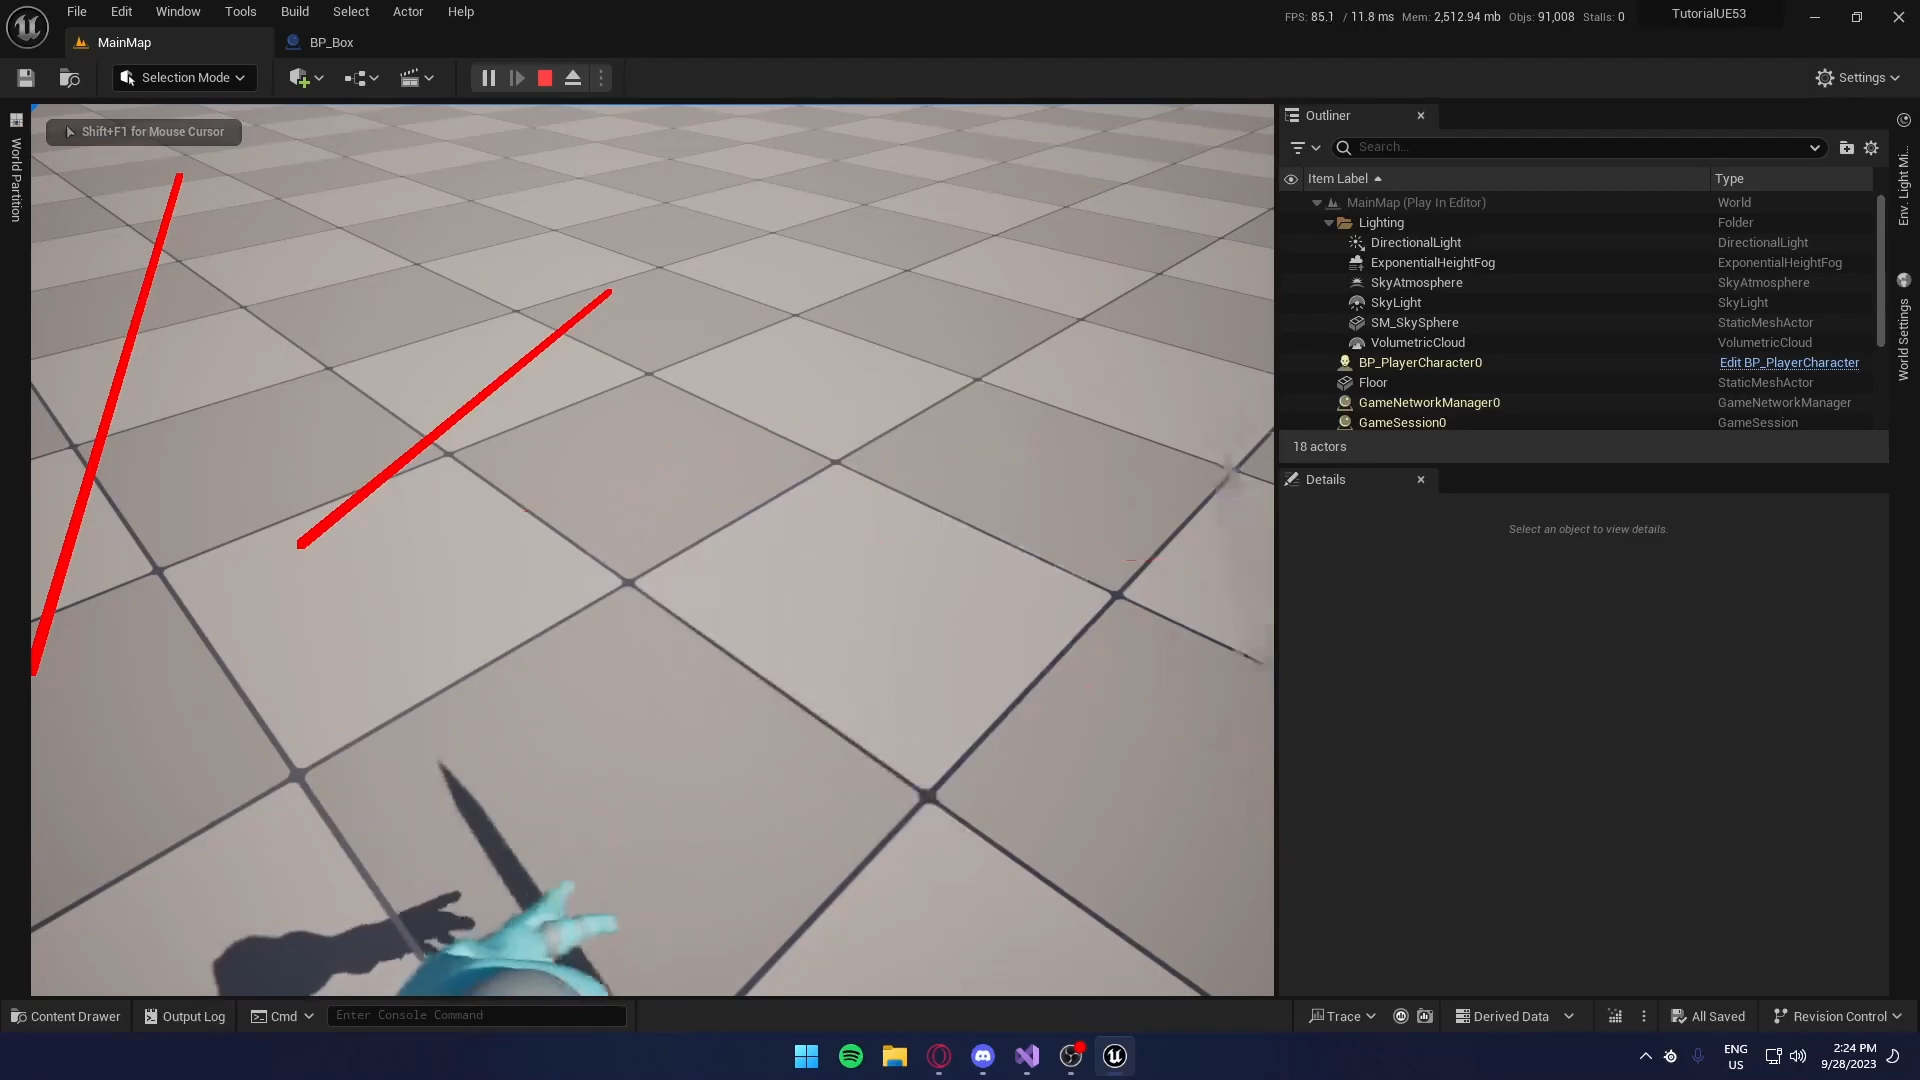 File Edit Window Tools Build Select Actor Help
FPS: 85.1 / 11.8 ms Mem: 2,512.94 mb Objs: 91,008 Stalls: 0
TutorialUE53
MainMap
BP_Box
Selection Mode
Settings
Shift+F1 for Mouse Cursor
World Partition
Outliner
Search...
Item Label Type
MainMap (Play In Editor) World
Lighting Folder
DirectionalLight DirectionalLight
ExponentialHeightFog ExponentialHeightFog
SkyAtmosphere SkyAtmosphere
SkyLight SkyLight
SM_SkySphere StaticMeshActor
VolumetricCloud VolumetricCloud
BP_PlayerCharacter0 Edit BP_PlayerCharacter
Floor StaticMeshActor
GameNetworkManager0 GameNetworkManager
GameSession0 GameSession
18 actors
Env. Light Mi...
World Settings
Details
Select an object to view details.
Content Drawer
Output Log
Cmd
Enter Console Command
Trace
Derived Data
All Saved
Revision Control
ENG
US
2:24 PM
9/28/2023